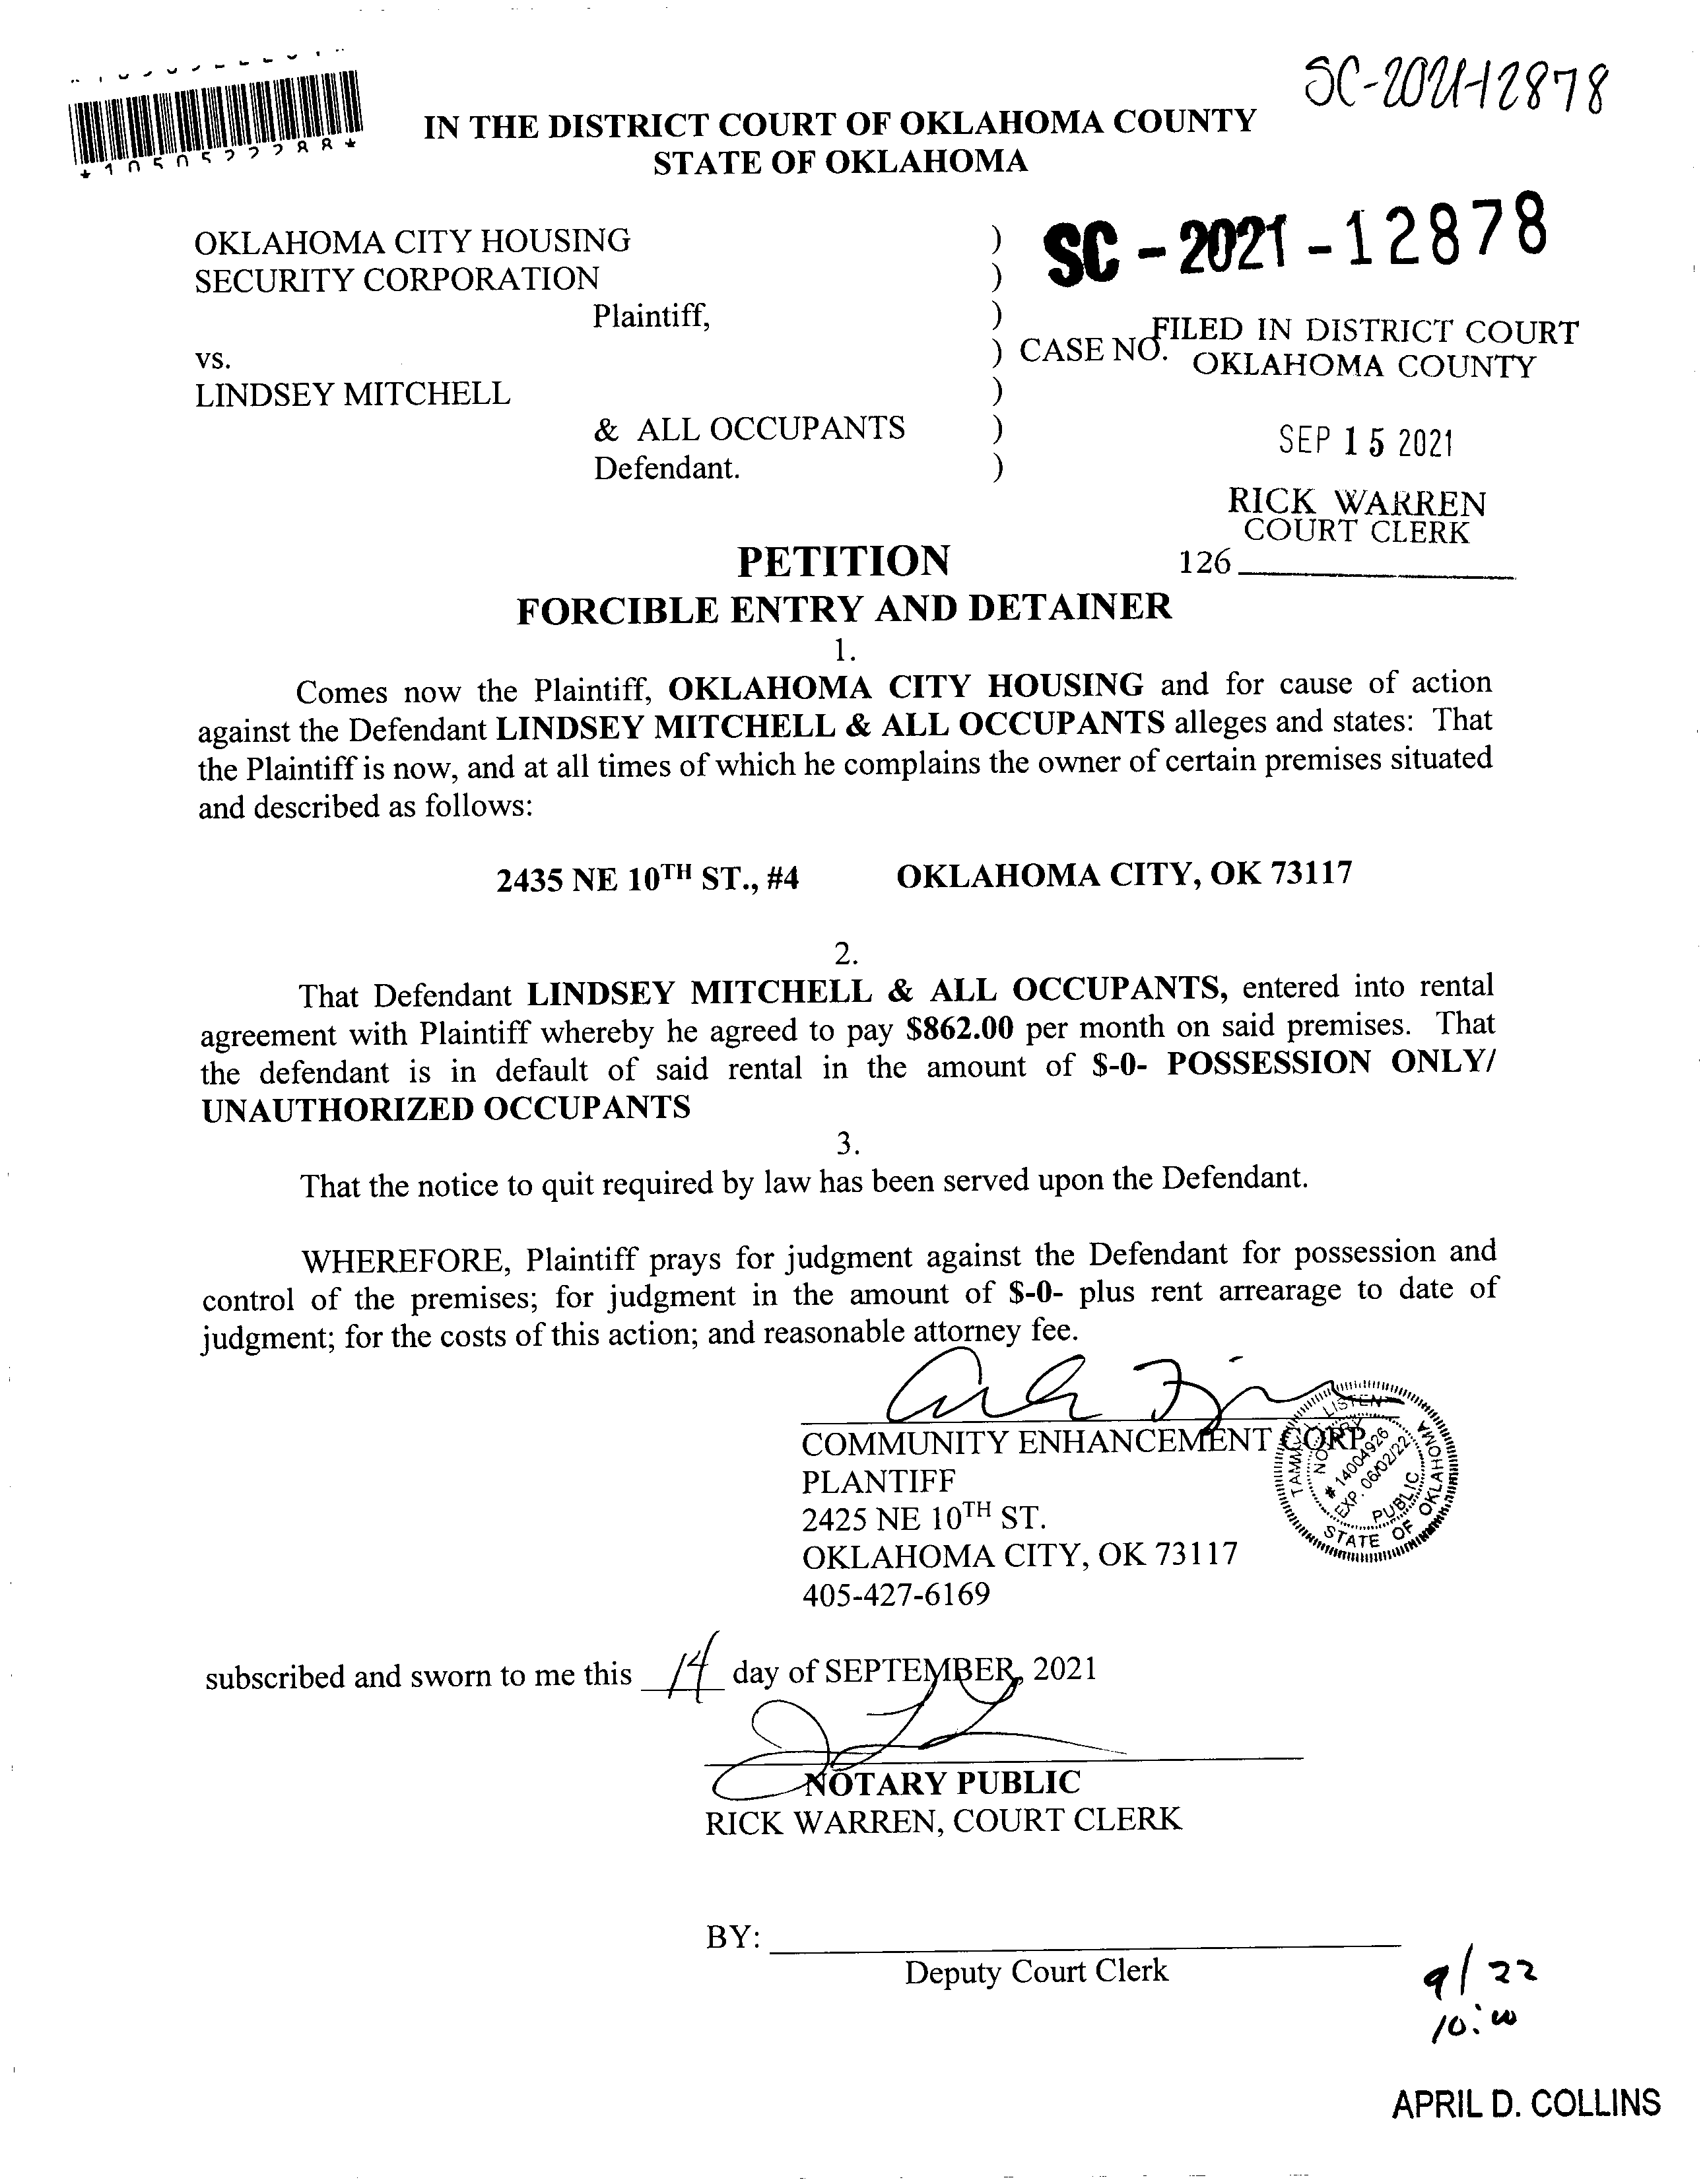 SC-2021-12878
*1050522288*
IN THE DISTRICT COURT OF OKLAHOMA COUNTY
STATE OF OKLAHOMA
OKLAHOMA CITY HOUSING )
SECURITY CORPORATION )
Plaintiff, )
vs. ) CASE NO.
LINDSEY MITCHELL )
& ALL OCCUPANTS )
Defendant. )
SC-2021-12878
FILED IN DISTRICT COURT
OKLAHOMA COUNTY
SEP 15 2021
RICK WARREN
COURT CLERK
126
PETITION
FORCIBLE ENTRY AND DETAINER
1.
Comes now the Plaintiff, OKLAHOMA CITY HOUSING and for cause of action
against the Defendant LINDSEY MITCHELL & ALL OCCUPANTS alleges and states: That
the Plaintiff is now, and at all times of which he complains the owner of certain premises situated
and described as follows:
2435 NE 10TH ST., #4 OKLAHOMA CITY, OK 73117
2.
That Defendant LINDSEY MITCHELL & ALL OCCUPANTS, entered into rental
agreement with Plaintiff whereby he agreed to pay $862.00 per month on said premises. That
the defendant is in default of said rental in the amount of $-0- POSSESSION ONLY/
UNAUTHORIZED OCCUPANTS
3.
That the notice to quit required by law has been served upon the Defendant.
WHEREFORE, Plaintiff prays for judgment against the Defendant for possession and
control of the premises; for judgment in the amount of $-0- plus rent arrearage to date of
judgment; for the costs of this action; and reasonable attorney fee.
COMMUNITY ENHANCEMENT CORP
PLANTIFF
2425 NE 10TH ST.
OKLAHOMA CITY, OK 73117
405-427-6169
TAMMY L. LISTEN
NOTARY
# 14004926
EXP. 06/02/22
PUBLIC
STATE OF OKLAHOMA
subscribed and sworn to me this 14 day of SEPTEMBER, 2021
NOTARY PUBLIC
RICK WARREN, COURT CLERK
BY:
Deputy Court Clerk
9/22
10:00
APRIL D. COLLINS